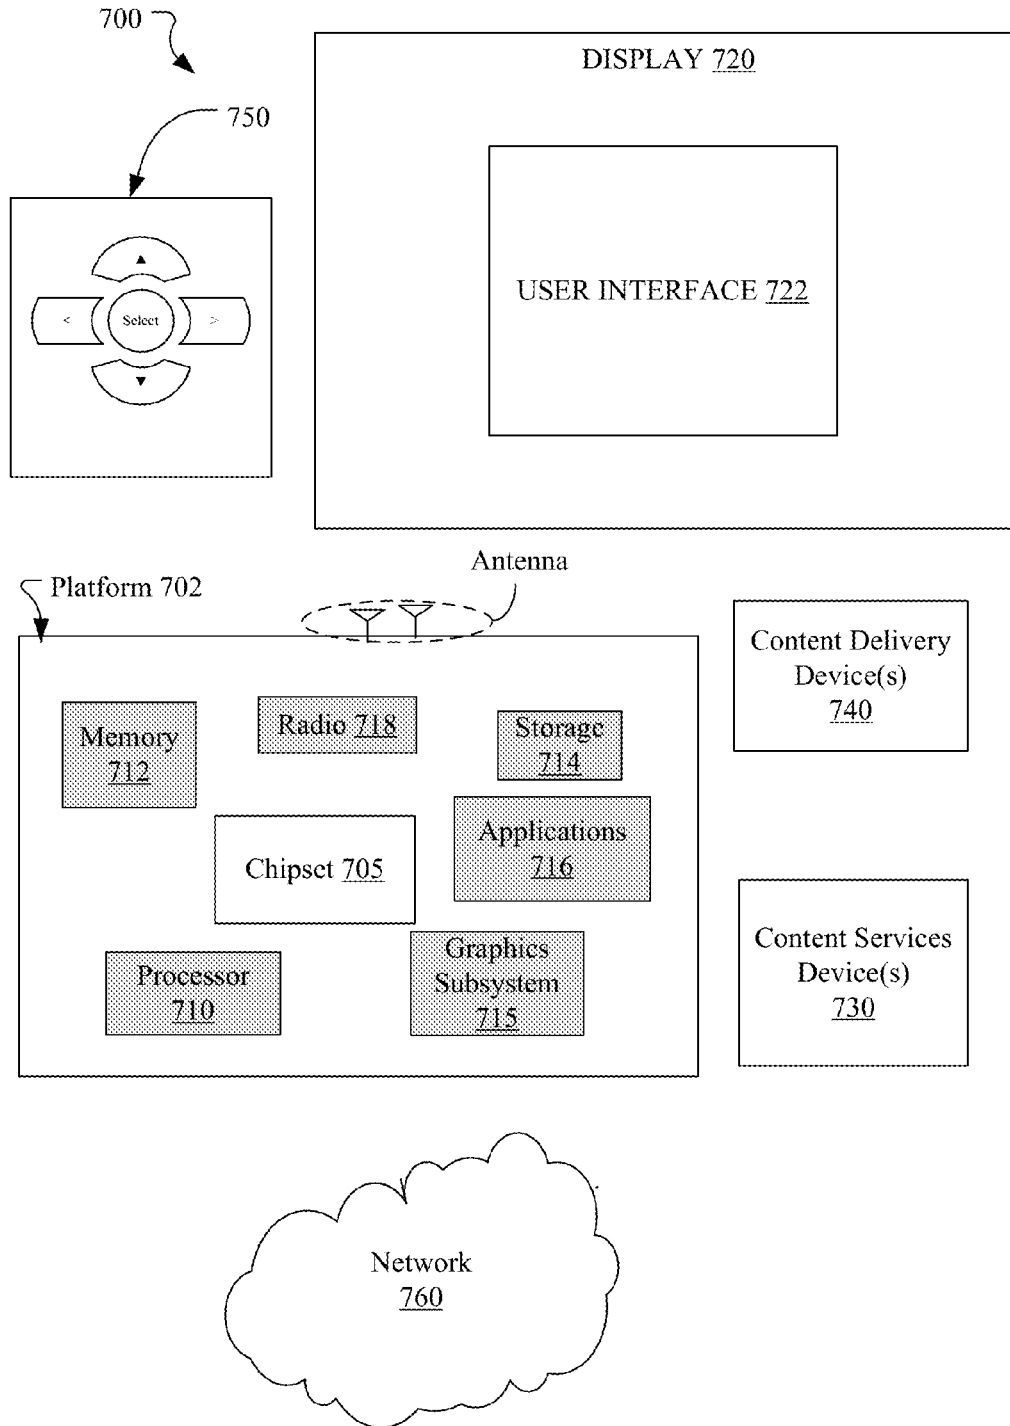 700
DISPLAY 720
750
USER INTERFACE 722
<
Select
>
Antenna
Platform 702
Content Delivery
Device(s)
740
Memory
712
Radio 718
Storage
714
Chipset 705
Applications
716
Processor
710
Graphics
Subsystem
715
Content Services
Device(s)
730
Network
760